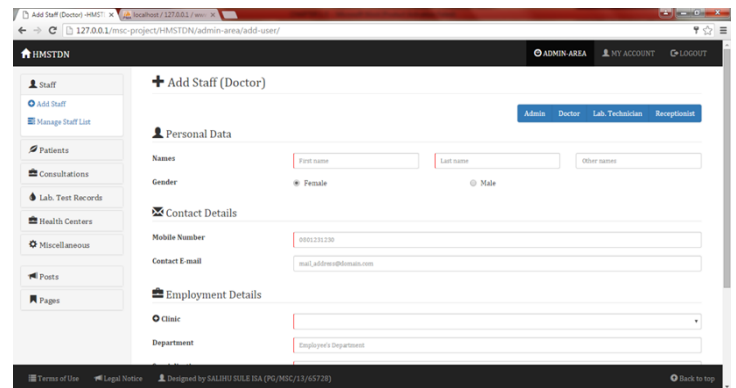 Add Staff (Doctor) -HMST
localhost / 127.0.0.1 /
127.0.0.1/msc-project/HMSTDN/admin-area/add-user/
HMSTDN
ADMIN-AREA MY ACCOUNT LOGOUT
Staff
Add Staff
Manage Staff List
Patients
Consultations
Lab. Test Records
Health Centers
Miscellaneous
Posts
Pages
Add Staff (Doctor)
Admin Doctor Lab. Technician Receptionist
Personal Data
Names First name Last name Other names
Gender Female Male
Contact Details
Mobile Number 0801231230
Contact E-mail mail_address@domain.com
Employment Details
Clinic
Department Employee's Department
Terms of Use Legal Notice Designed by SALIHU SULE ISA (PG/MSC/13/65728) Back to top